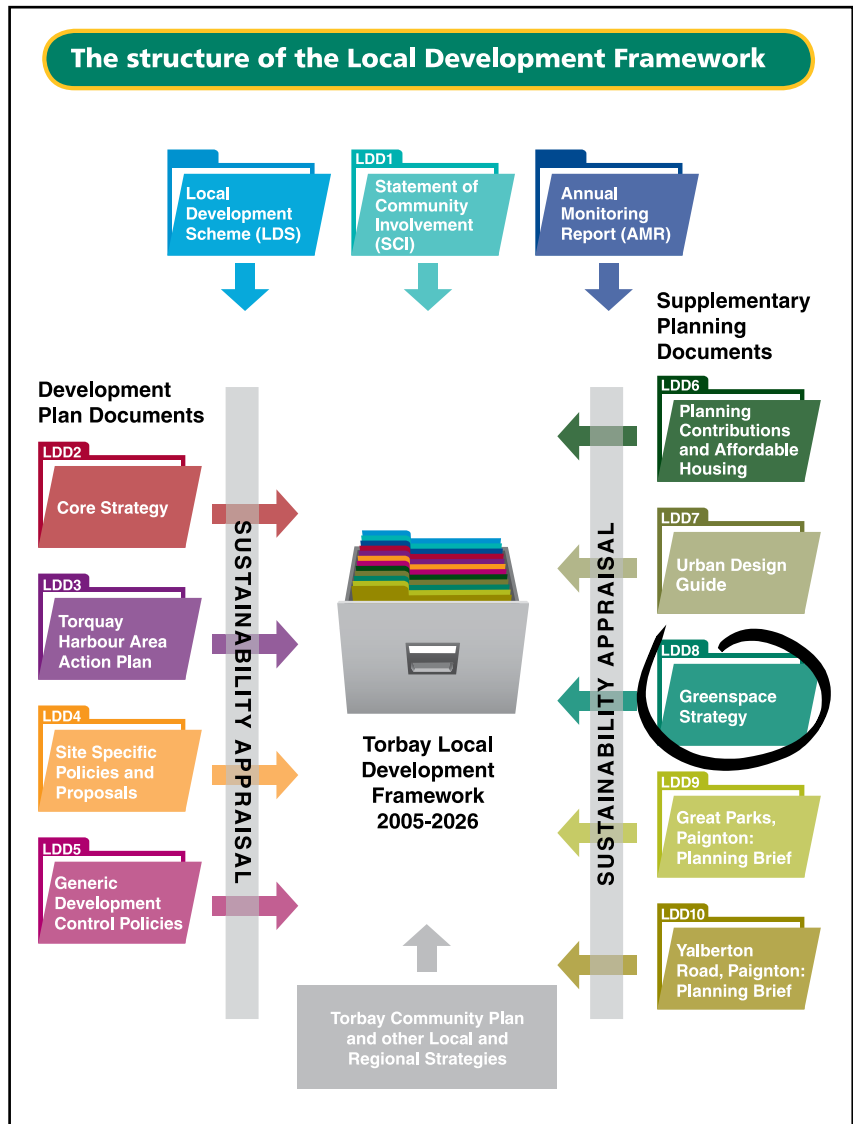 The structure of the Local Development Framework
Local
Development
Scheme (LDS)
LDD1
Statement of
Community
Involvement
(SCI)
Annual
Monitoring
Report (AMR)
Development
Plan Documents
LDD2
Core Strategy
LDD3
Torquay
Harbour Area
Action Plan
LDD4
Site Specific
Policies and
Proposals
LDD5
Generic
Development
Control Policies
SUSTAINABILITY APPRAISAL
Torbay Local
Development
Framework
2005-2026
Torbay Community Plan
and other Local and
Regional Strategies
SUSTAINABILITY APPRAISAL
Supplementary
Planning
Documents
LDD6
Planning
Contributions
and Affordable
Housing
LDD7
Urban Design
Guide
LDD8
Greenspace
Strategy
LDD9
Great Parks,
Paignton:
Planning Brief
LDD10
Yalberton
Road, Paignton:
Planning Brief